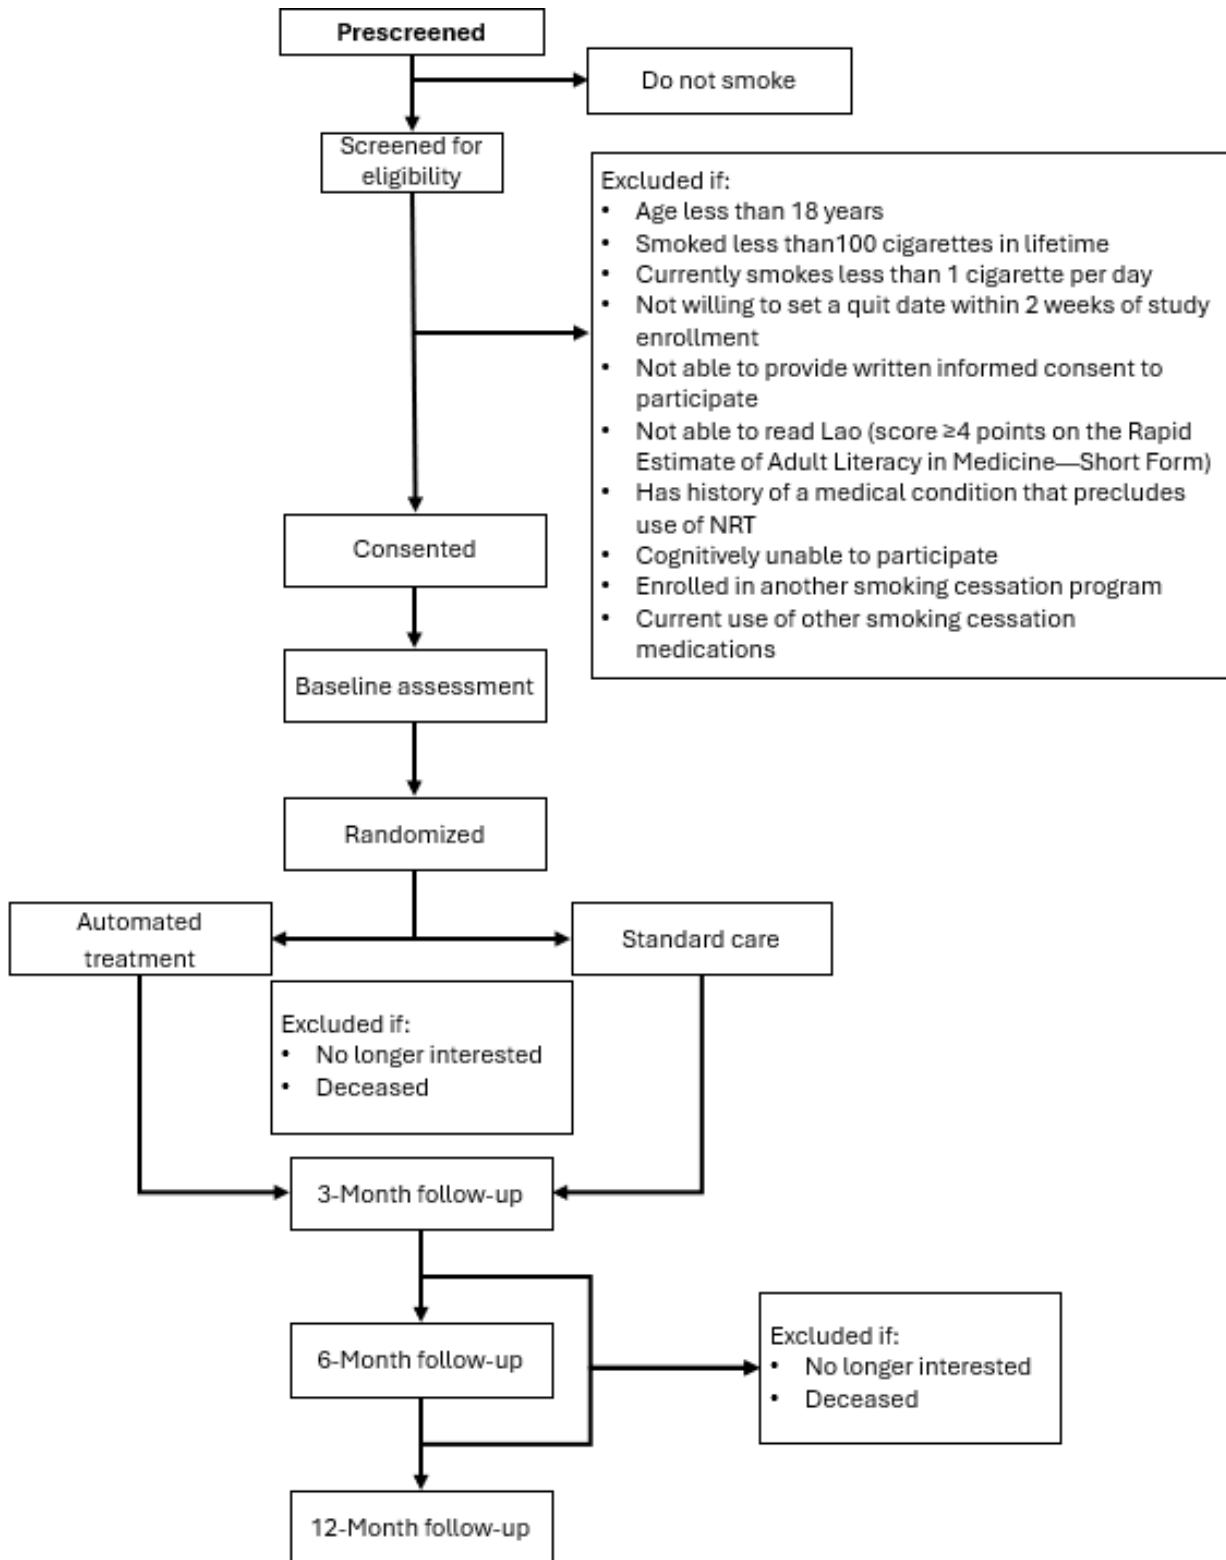 Prescreened
Do not smoke
Screened for
eligibility
Excluded if:
• Age less than 18 years
• Smoked less than100 cigarettes in lifetime
• Currently smokes less than 1 cigarette per day
• Not willing to set a quit date within 2 weeks of study
enrollment
• Not able to provide written informed consent to
participate
• Not able to read Lao (score ≥4 points on the Rapid
Estimate of Adult Literacy in Medicine—Short Form)
• Has history of a medical condition that precludes
use of NRT
• Cognitively unable to participate
• Enrolled in another smoking cessation program
• Current use of other smoking cessation
medications
Consented
Baseline assessment
Randomized
Automated
treatment
Standard care
Excluded if:
• No longer interested
• Deceased
3-Month follow-up
6-Month follow-up
Excluded if:
• No longer interested
• Deceased
12-Month follow-up